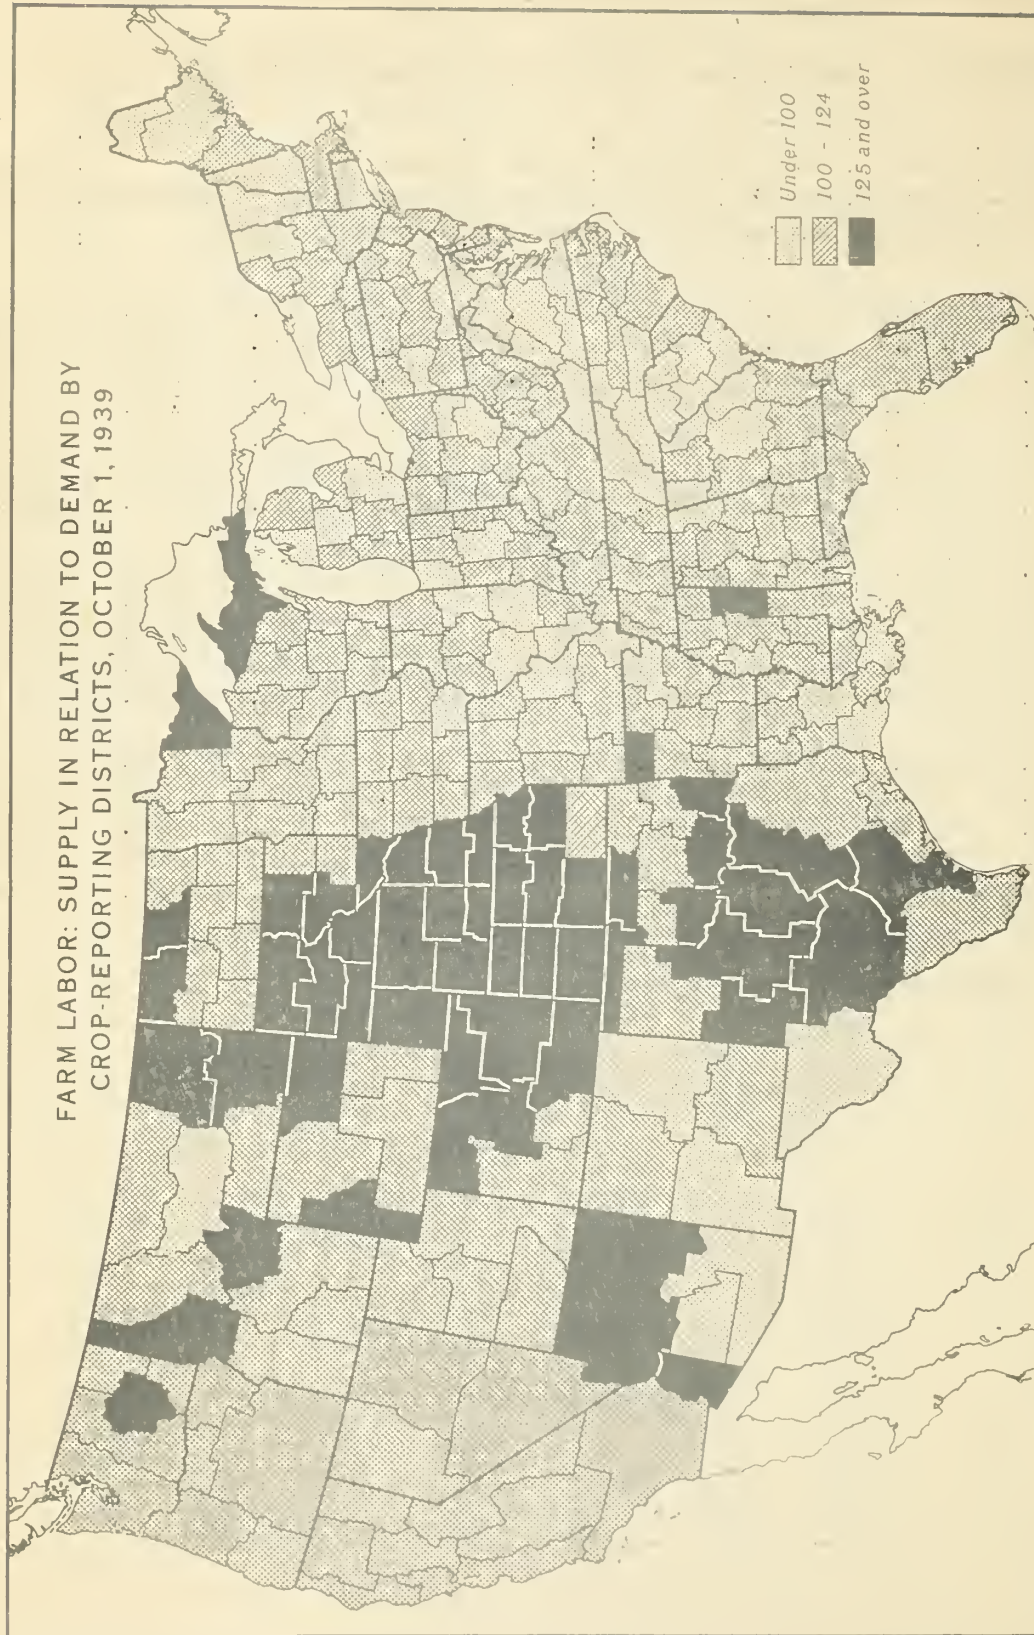 FARM LABOR: SUPPLY IN RELATION TO DEMAND BY
CROP-REPORTING DISTRICTS, OCTOBER 1, 1939
Under 100
100 - 124
125 and over